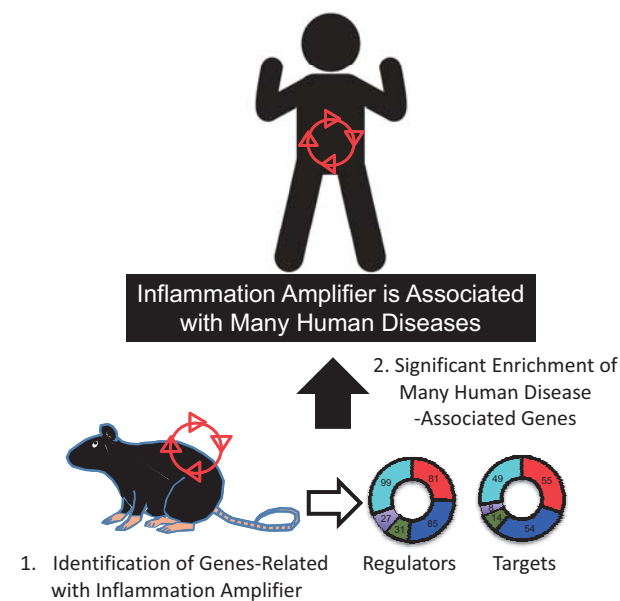 Inflammation Amplifier is Associated
with Many Human Diseases
2. Significant Enrichment of
Many Human Disease
-Associated Genes
99
81
27
31
85
49
55
14
54
1. Identification of Genes-Related
with Inflammation Amplifier
Regulators
Targets